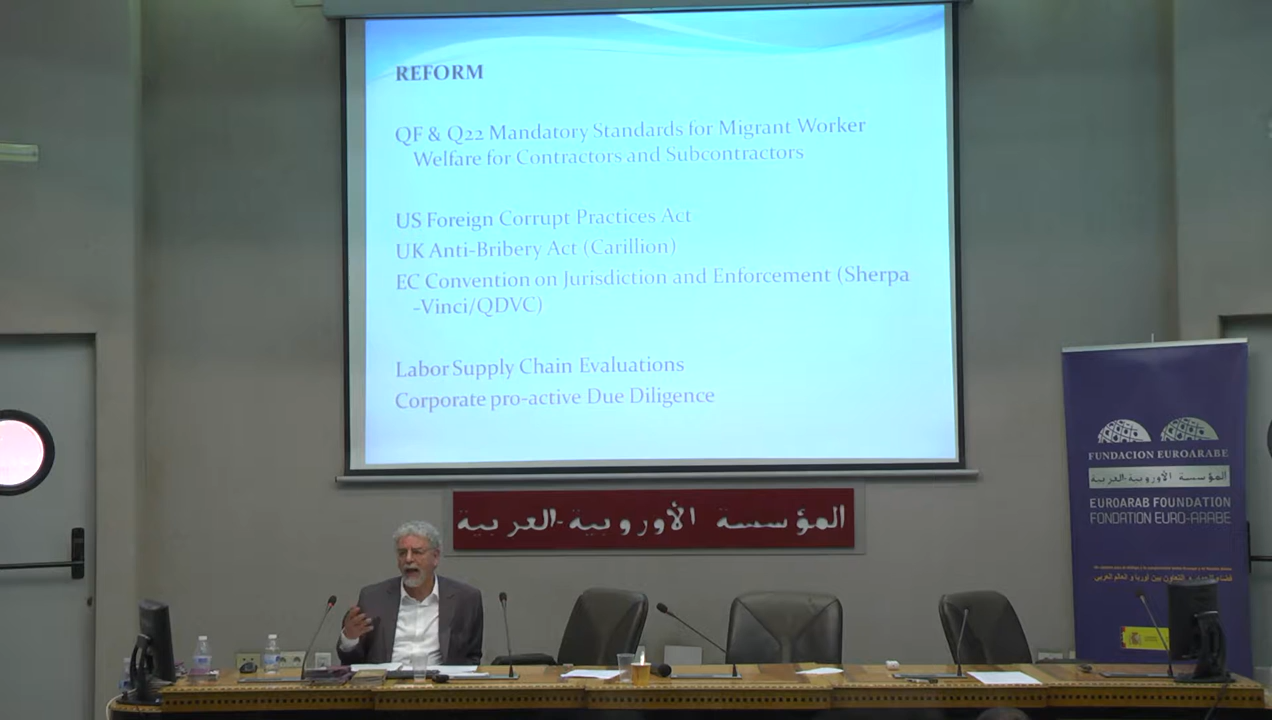 REFORM
QF & Q22 Mandatory Standards for Migrant Worker
Welfare for Contractors and Subcontractors
US Foreign Corrupt Practices Act
UK Anti-Bribery Act (Carillion)
EC Convention on Jurisdiction and Enforcement (Sherpa
-Vinci/QDVC)
Labor Supply Chain Evaluations
Corporate pro-active Due Diligence
المؤسسة الأوروبية-العربية
FUNDACION EUROARABE
المؤسسة الأوروبية-العربية
EUROARAB FOUNDATION
FONDATION EURO-ARABE